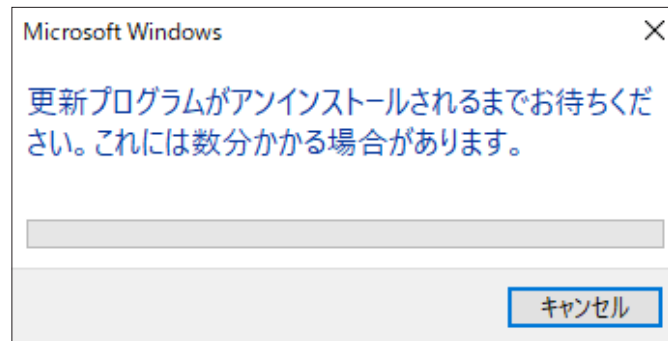 Microsoft Windows
更新プログラムがアンインストールされるまでお待ちくだ
さい。これには数分かかる場合があります。
キャンセル